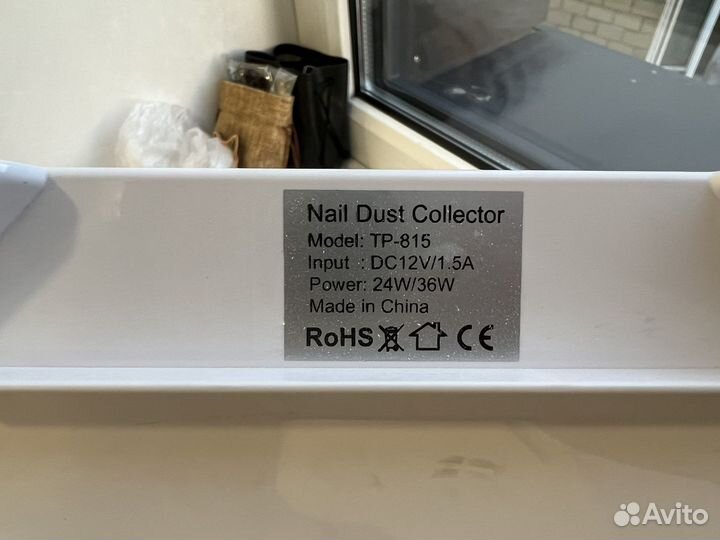 Nail Dust Collector
Model: TP-815
Input : DC12V/1.5A
Power: 24W/36W
Made in China
RoHS CE
Avito